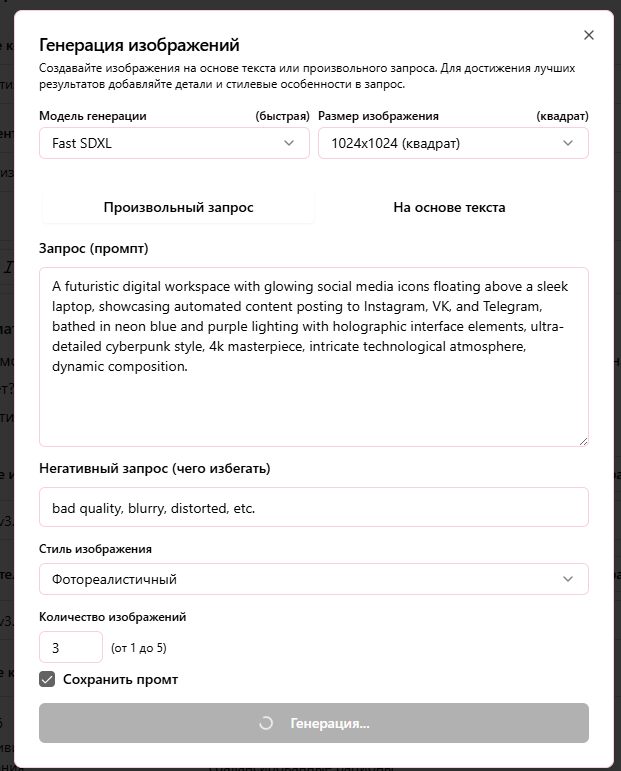 Генерация изображений
Создавайте изображения на основе текста или произвольного запроса. Для достижения лучших
результатов добавляйте детали и стилевые особенности в запрос.
Модель генерации (быстрая) Размер изображения (квадрат)
Fast SDXL 1024x1024 (квадрат)
Произвольный запрос На основе текста
Запрос (промпт)
A futuristic digital workspace with glowing social media icons floating above a sleek
laptop, showcasing automated content posting to Instagram, VK, and Telegram,
bathed in neon blue and purple lighting with holographic interface elements, ultra-
detailed cyberpunk style, 4k masterpiece, intricate technological atmosphere,
dynamic composition.
Негативный запрос (чего избегать)
bad quality, blurry, distorted, etc.
Стиль изображения
Фотореалистичный
Количество изображений
3 (от 1 до 5)
Сохранить промт
Генерация...